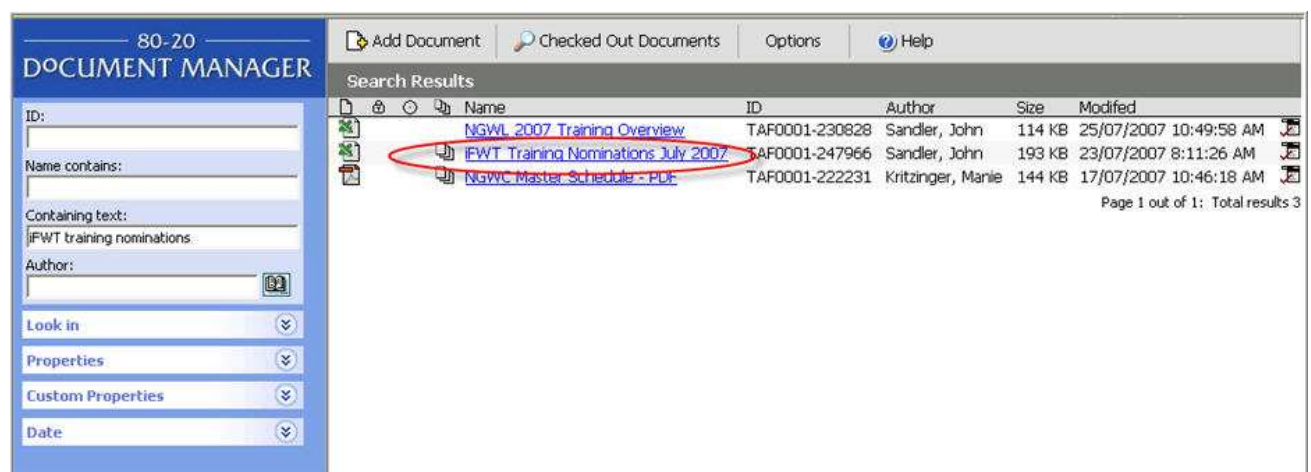 80-20
DOCUMENT MANAGER
Add Document Checked Out Documents Options Help
Search Results
Name ID Author Size Modifed
NGWL 2007 Training Overview TAF0001-230828 Sandler, John 114 KB 25/07/2007 10:49:58 AM
iFWT Training Nominations July 2007 TAF0001-247966 Sandler, John 193 KB 23/07/2007 8:11:26 AM
NGWC Master Schedule - PDF TAF0001-222231 Kritzinger, Manie 144 KB 17/07/2007 10:46:18 AM
Page 1 out of 1: Total results 3
ID:
Name contains:
Containing text:
iFWT training nominations
Author:
Look in
Properties
Custom Properties
Date